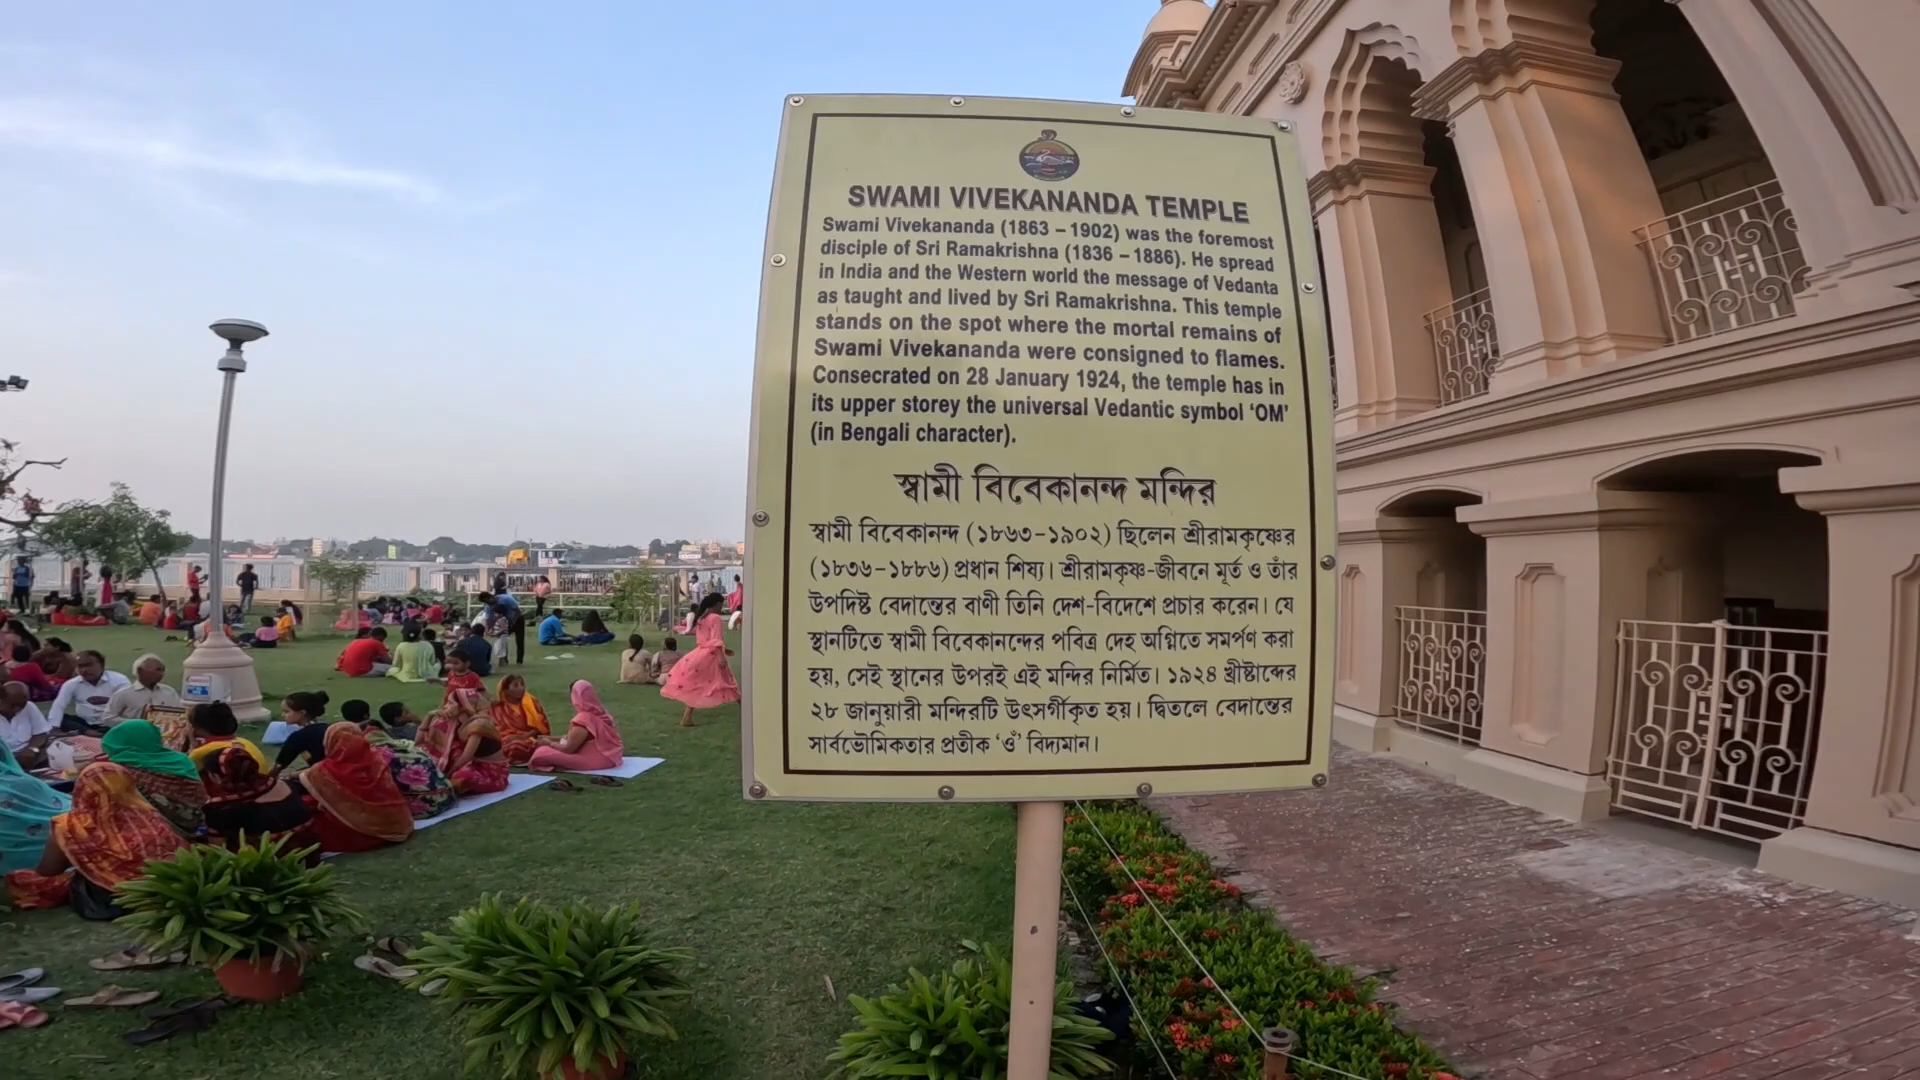 SWAMI VIVEKANANDA TEMPLE
Swami Vivekananda (1863 – 1902) was the foremost
disciple of Sri Ramakrishna (1836 – 1886). He spread
in India and the Western world the message of Vedanta
as taught and lived by Sri Ramakrishna. This temple
stands on the spot where the mortal remains of
Swami Vivekananda were consigned to flames.
Consecrated on 28 January 1924, the temple has in
its upper storey the universal Vedantic symbol ‘OM’
(in Bengali character).
স্বামী বিবেকানন্দ মন্দির
স্বামী বিবেকানন্দ (১৮৬৩-১৯০২) ছিলেন শ্রীরামকৃষ্ণের
(১৮৩৬-১৮৮৬) প্রধান শিষ্য। শ্রীরামকৃষ্ণ-জীবনে মূর্ত ও তাঁর
উপদিষ্ট বেদান্তের বাণী তিনি দেশ-বিদেশে প্রচার করেন। যে
স্থানটিতে স্বামী বিবেকানন্দের পবিত্র দেহ অগ্নিতে সমর্পণ করা
হয়, সেই স্থানের উপরই এই মন্দির নির্মিত। ১৯২৪ খ্রীষ্টাব্দের
২৮ জানুয়ারী মন্দিরটি উৎসর্গীকৃত হয়। দ্বিতলে বেদান্তের
সার্বভৌমিকতার প্রতীক ‘ওঁ’ বিদ্যমান।